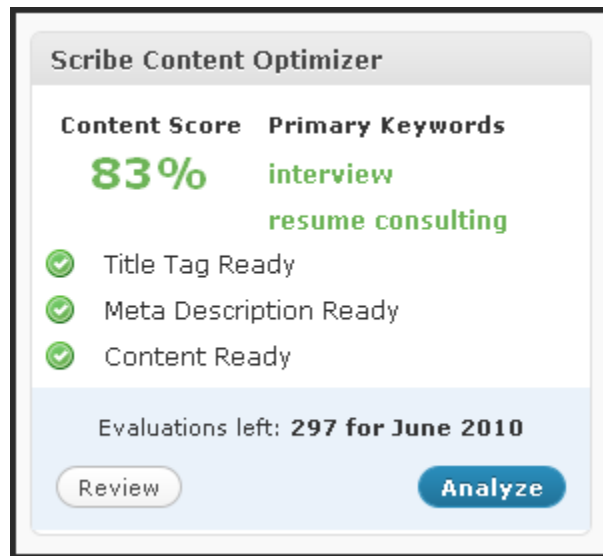 Scribe Content Optimizer
Content Score Primary Keywords
83% interview
resume consulting
Title Tag Ready
Meta Description Ready
Content Ready
Evaluations left: 297 for June 2010
Review Analyze